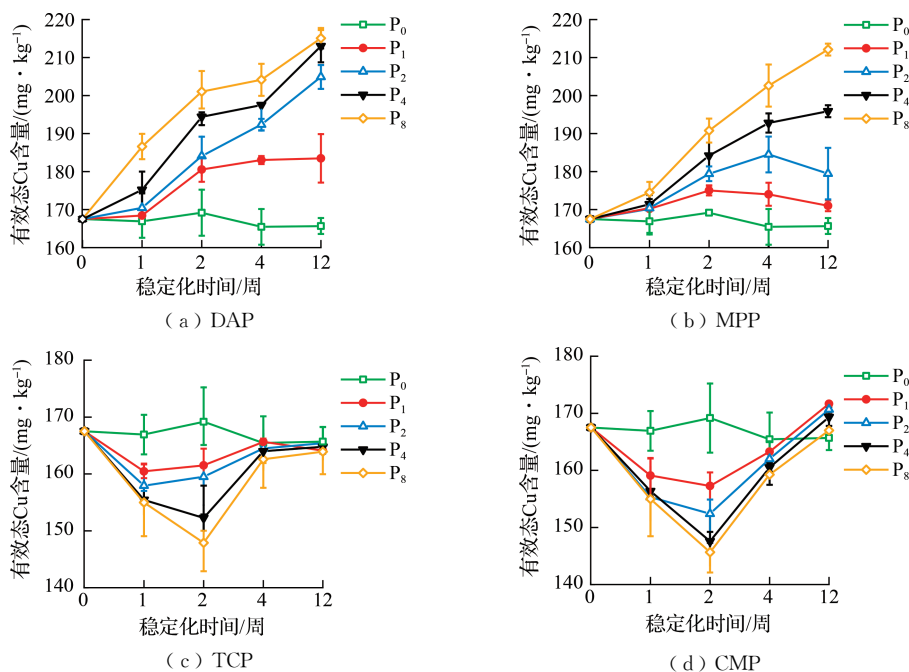 有效态Cu含量/(mg·kg⁻¹)
220
210
200
190
180
170
160
0 1 2 4 12
稳定化时间/周
P₀
P₁
P₂
P₄
P₈
(a) DAP
有效态Cu含量/(mg·kg⁻¹)
220
210
200
190
180
170
160
0 1 2 4 12
稳定化时间/周
P₀
P₁
P₂
P₄
P₈
(b) MPP
有效态Cu含量/(mg·kg⁻¹)
180
170
160
150
140
0 1 2 4 12
稳定化时间/周
P₀
P₁
P₂
P₄
P₈
(c) TCP
有效态Cu含量/(mg·kg⁻¹)
180
170
160
150
140
0 1 2 4 12
稳定化时间/周
P₀
P₁
P₂
P₄
P₈
(d) CMP